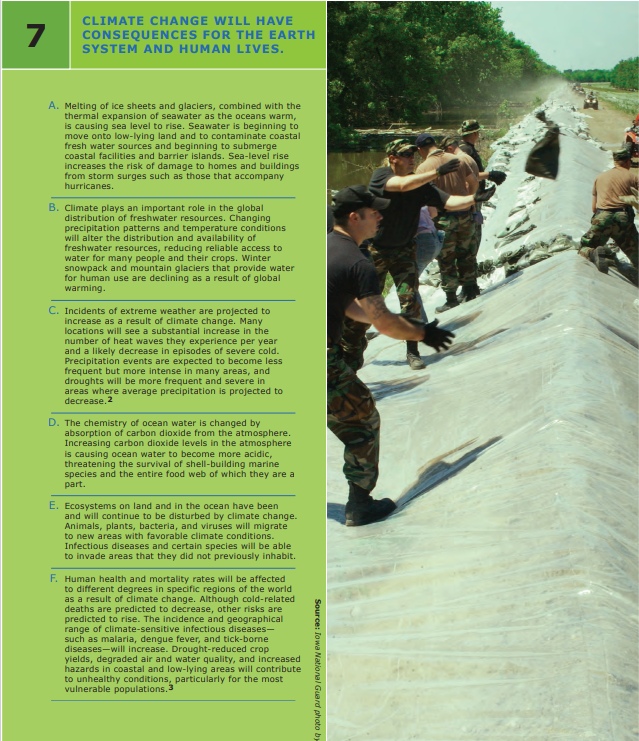 7
CLIMATE CHANGE WILL HAVE
CONSEQUENCES FOR THE EARTH
SYSTEM AND HUMAN LIVES.
A. Melting of ice sheets and glaciers, combined with the
thermal expansion of seawater as the oceans warm,
is causing sea level to rise. Seawater is beginning to
move onto low-lying land and to contaminate coastal
fresh water sources and beginning to submerge
coastal facilities and barrier islands. Sea-level rise
increases the risk of damage to homes and buildings
from storm surges such as those that accompany
hurricanes.
B. Climate plays an important role in the global
distribution of freshwater resources. Changing
precipitation patterns and temperature conditions
will alter the distribution and availability of
freshwater resources, reducing reliable access to
water for many people and their crops. Winter
snowpack and mountain glaciers that provide water
for human use are declining as a result of global
warming.
C. Incidents of extreme weather are projected to
increase as a result of climate change. Many
locations will see a substantial increase in the
number of heat waves they experience per year
and a likely decrease in episodes of severe cold.
Precipitation events are expected to become less
frequent but more intense in many areas, and
droughts will be more frequent and severe in
areas where average precipitation is projected to
decrease.2
D. The chemistry of ocean water is changed by
absorption of carbon dioxide from the atmosphere.
Increasing carbon dioxide levels in the atmosphere
is causing ocean water to become more acidic,
threatening the survival of shell-building marine
species and the entire food web of which they are a
part.
E. Ecosystems on land and in the ocean have been
and will continue to be disturbed by climate change.
Animals, plants, bacteria, and viruses will migrate
to new areas with favorable climate conditions.
Infectious diseases and certain species will be able
to invade areas that they did not previously inhabit.
F. Human health and mortality rates will be affected
to different degrees in specific regions of the world
as a result of climate change. Although cold-related
deaths are predicted to decrease, other risks are
predicted to rise. The incidence and geographical
range of climate-sensitive infectious diseases—
such as malaria, dengue fever, and tick-borne
diseases—will increase. Drought-reduced crop
yields, degraded air and water quality, and increased
hazards in coastal and low-lying areas will contribute
to unhealthy conditions, particularly for the most
vulnerable populations.3
Source: Iowa National Guard photo by